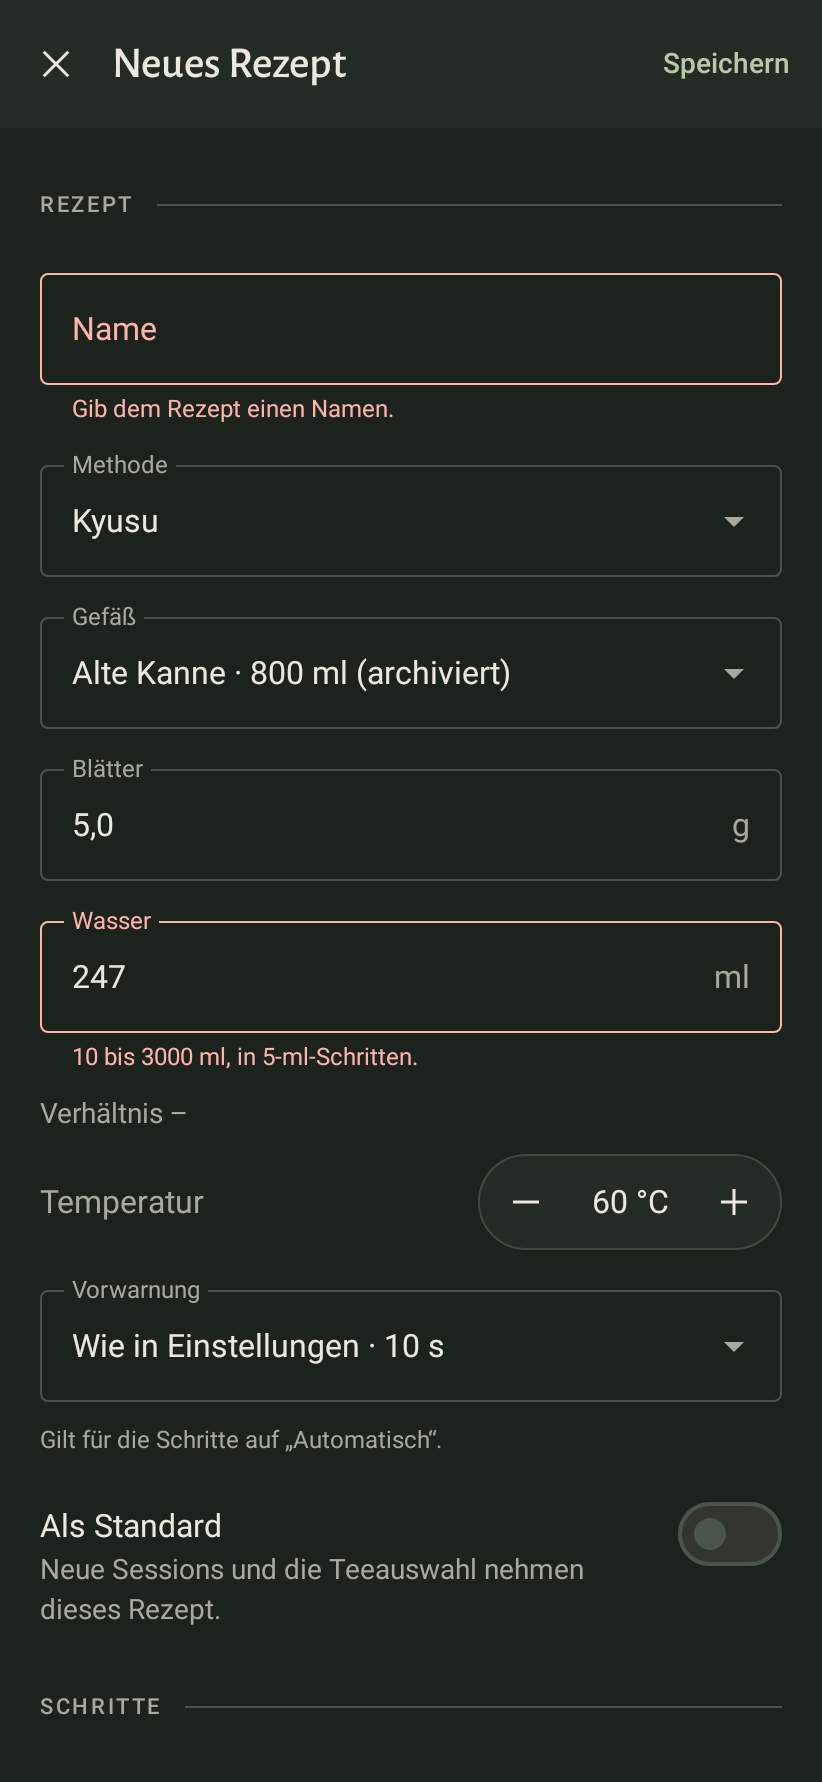 Neues Rezept
Speichern
REZEPT
Name
Gib dem Rezept einen Namen.
Methode
Kyusu
Gefäß
Alte Kanne · 800 ml (archiviert)
Blätter
5,0 g
Wasser
247 ml
10 bis 3000 ml, in 5-ml-Schritten.
Verhältnis –
Temperatur
60 °C
Vorwarnung
Wie in Einstellungen · 10 s
Gilt für die Schritte auf „Automatisch“.
Als Standard
Neue Sessions und die Teeauswahl nehmen
dieses Rezept.
SCHRITTE